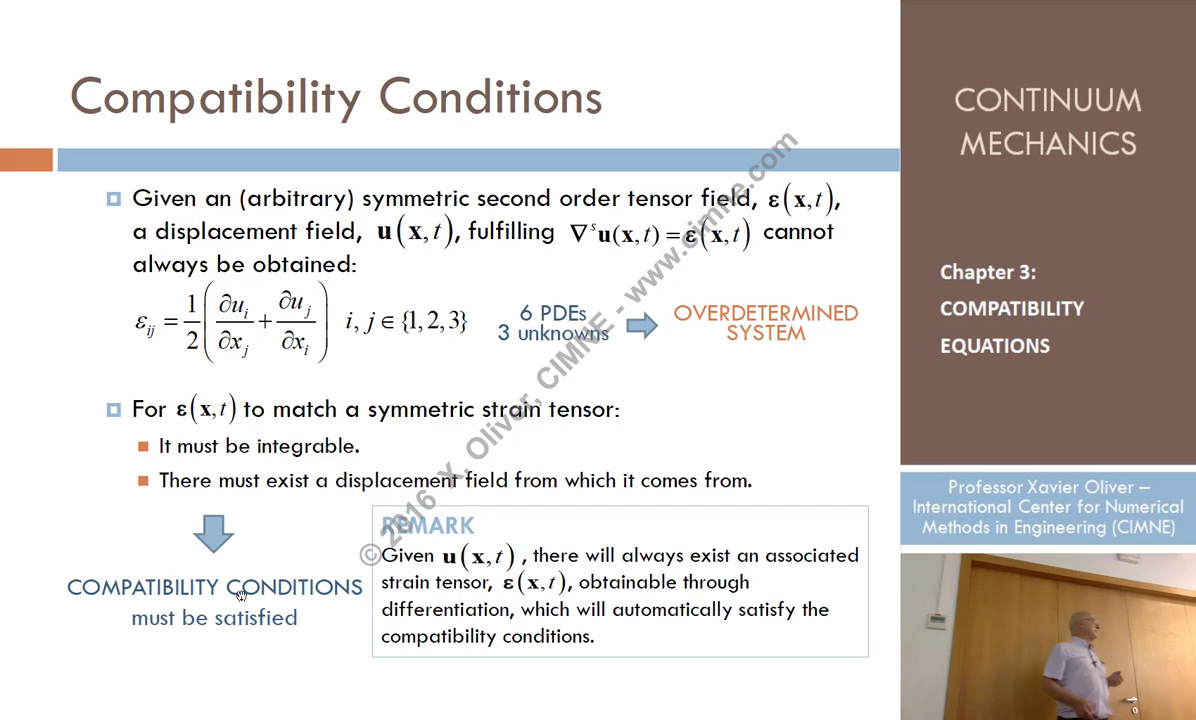 Compatibility Conditions
Given an (arbitrary) symmetric second order tensor field, ε(x,t),
a displacement field, u(x,t), fulfilling ∇ˢu(x,t) = ε(x,t) cannot
always be obtained:
εij = 1/2 (∂ui/∂xj + ∂uj/∂xi) i, j ∈ {1, 2, 3}
6 PDEs
3 unknowns
OVERDETERMINED
SYSTEM
For ε(x,t) to match a symmetric strain tensor:
It must be integrable.
There must exist a displacement field from which it comes from.
COMPATIBILITY CONDITIONS
must be satisfied
REMARK
Given u(x,t), there will always exist an associated
strain tensor, ε(x,t), obtainable through
differentiation, which will automatically satisfy the
compatibility conditions.
© 2016 X. Oliver, CIMNE - www.cimne.com
CONTINUUM
MECHANICS
Chapter 3:
COMPATIBILITY
EQUATIONS
Professor Xavier Oliver –
International Center for Numerical
Methods in Engineering (CIMNE)